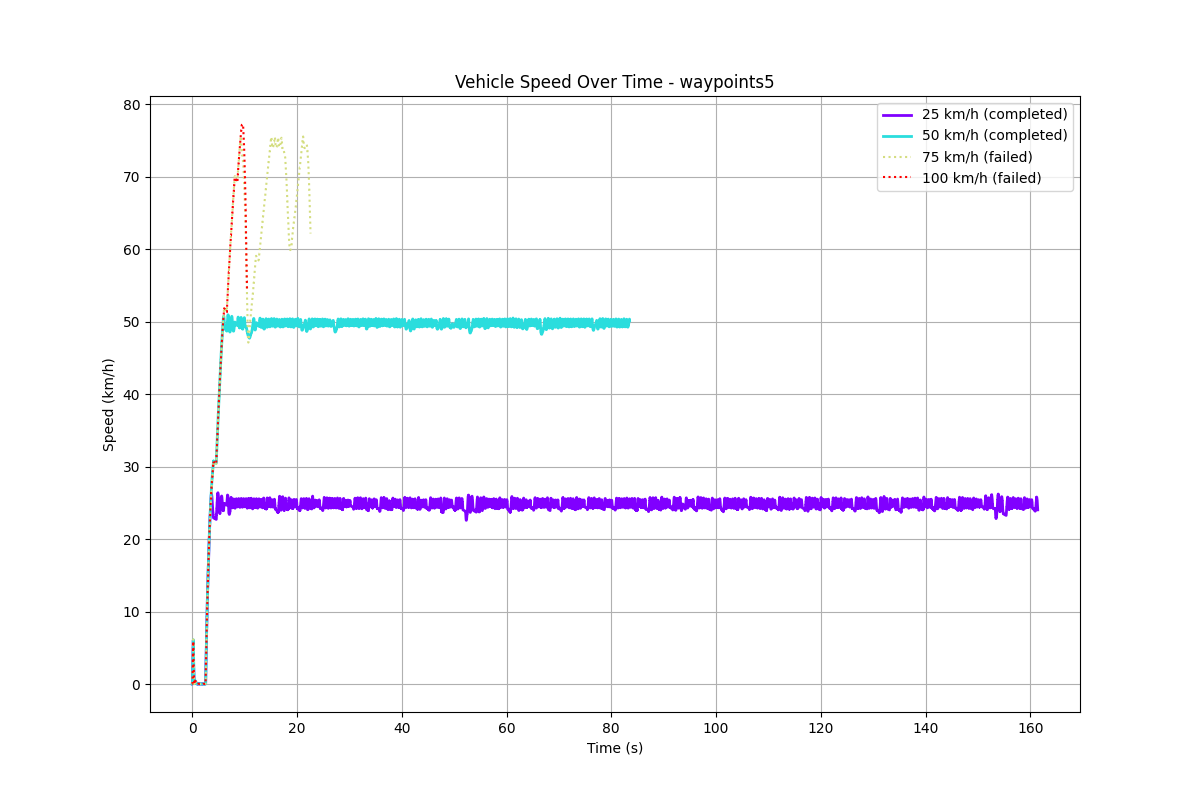 Vehicle Speed Over Time - waypoints5
25 km/h (completed)
50 km/h (completed)
75 km/h (failed)
100 km/h (failed)
Speed (km/h)
80
70
60
50
40
30
20
10
0
0 20 40 60 80 100 120 140 160
Time (s)